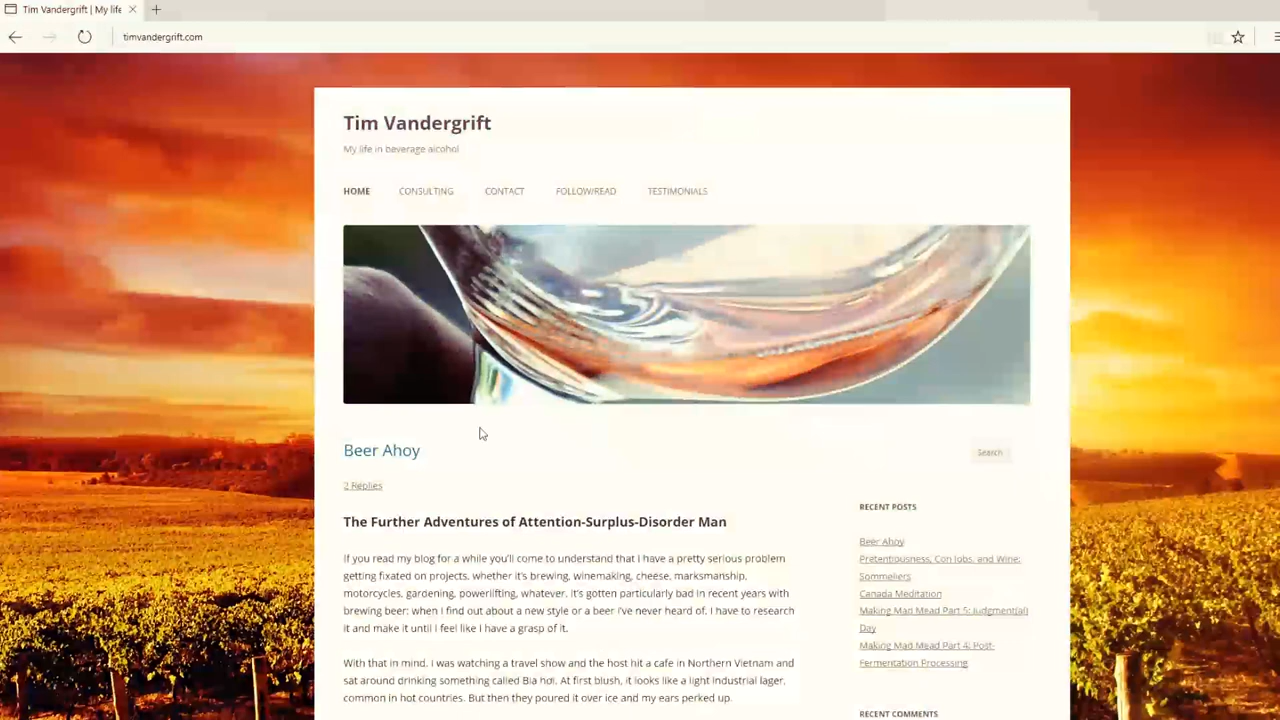 Tim Vandergrift | My life
timvandergrift.com
Tim Vandergrift
My life in beverage alcohol
HOME CONSULTING CONTACT FOLLOW/READ TESTIMONIALS
Beer Ahoy
2 Replies
The Further Adventures of Attention-Surplus-Disorder Man
If you read my blog for a while you'll come to understand that I have a pretty serious problem
getting fixated on projects, whether it's brewing, winemaking, cheese, marksmanship,
motorcycles, gardening, powerlifting, whatever. It's gotten particularly bad in recent years with
brewing beer: when I find out about a new style or a beer I've never heard of, I have to research
it and make it until I feel like I have a grasp of it.
With that in mind, I was watching a travel show and the host hit a cafe in Northern Vietnam and
sat around drinking something called Bia hoi. At first blush, it looks like a light industrial lager,
common in hot countries. But then they poured it over ice and my ears perked up.
Search
RECENT POSTS
Beer Ahoy
Pretentiousness, Con Jobs, and Wine:
Sommeliers
Canada Meditation
Making Mad Mead Part 5: Judgment(al)
Day
Making Mad Mead Part 4: Post-
Fermentation Processing
RECENT COMMENTS